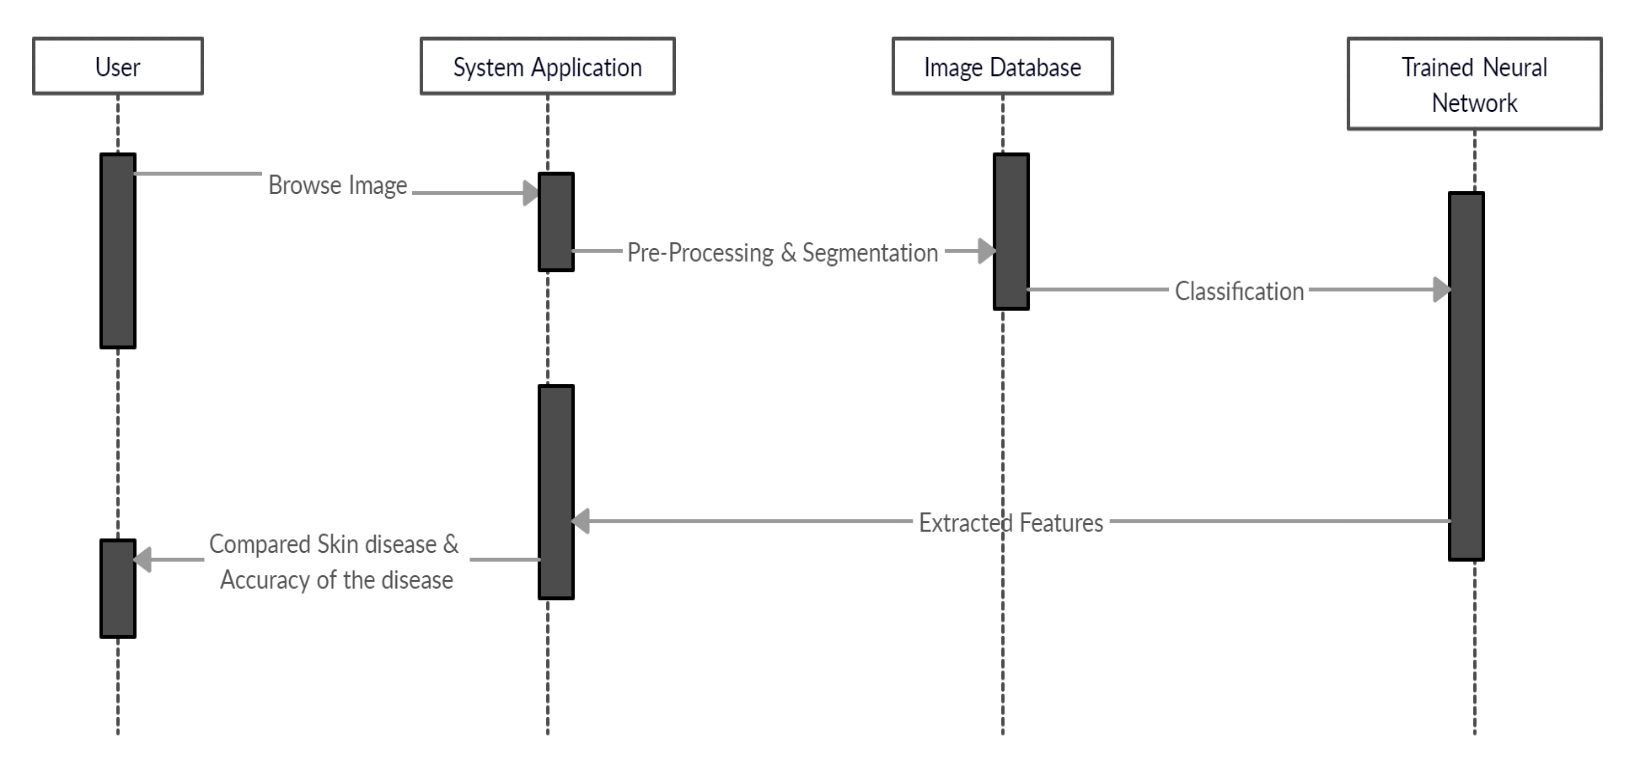 User
System Application
Image Database
Trained Neural
Network
Browse Image
Pre-Processing & Segmentation
Classification
Extracted Features
Compared Skin disease &
Accuracy of the disease